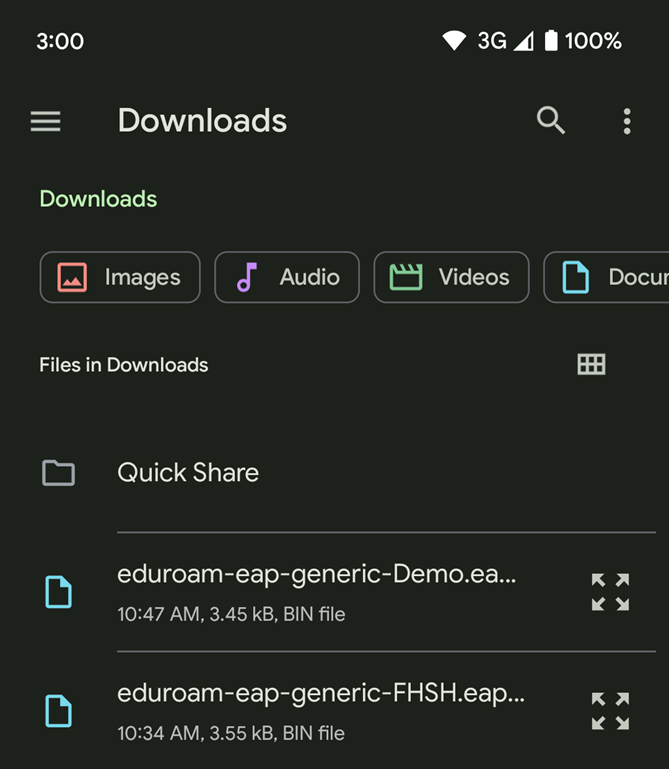 3:00 3G 100%
Downloads
Downloads
Images Audio Videos Docu
Files in Downloads
Quick Share
eduroam-eap-generic-Demo.ea...
10:47 AM, 3.45 kB, BIN file
eduroam-eap-generic-FHSH.eap...
10:34 AM, 3.55 kB, BIN file